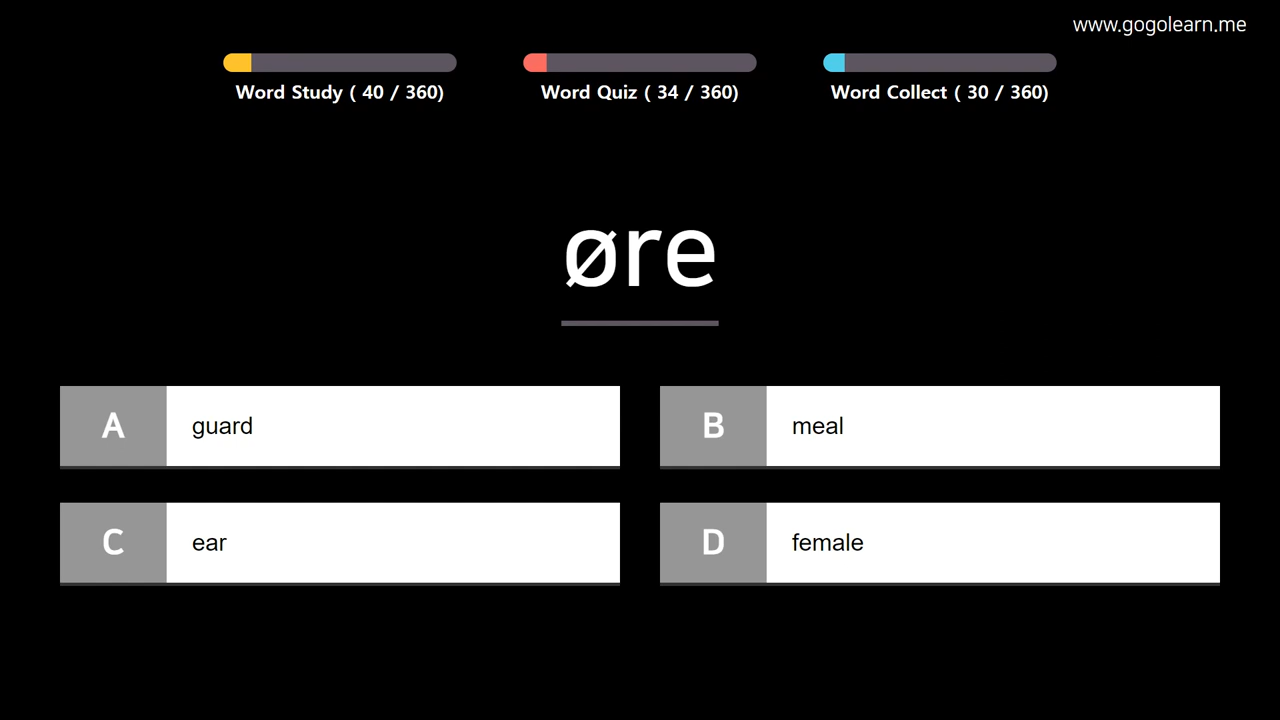 www.gogolearn.me
Word Study ( 40 / 360)
Word Quiz ( 34 / 360)
Word Collect ( 30 / 360)
øre
A guard
B meal
C ear
D female